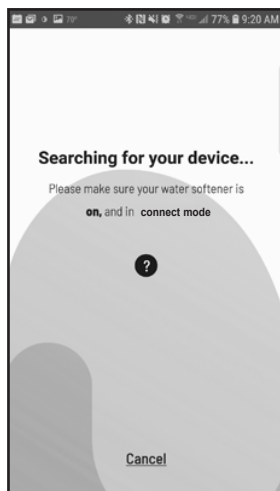 70° 77% 9:20 AM
Searching for your device...
Please make sure your water softener is
on, and in connect mode
?
Cancel